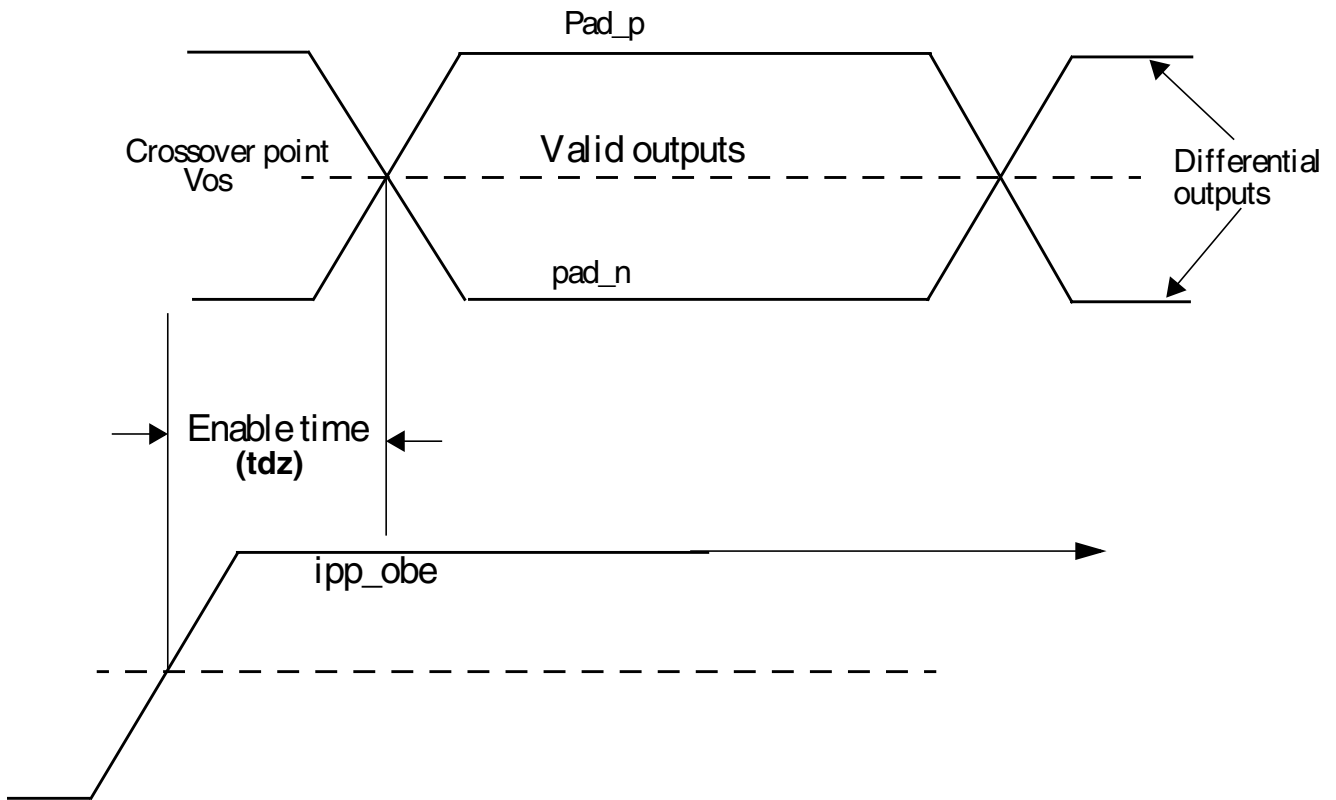 Pad_p
Crossover point
Vos
Valid outputs
Differential
outputs
pad_n
Enable time
(tdz)
ipp_obe